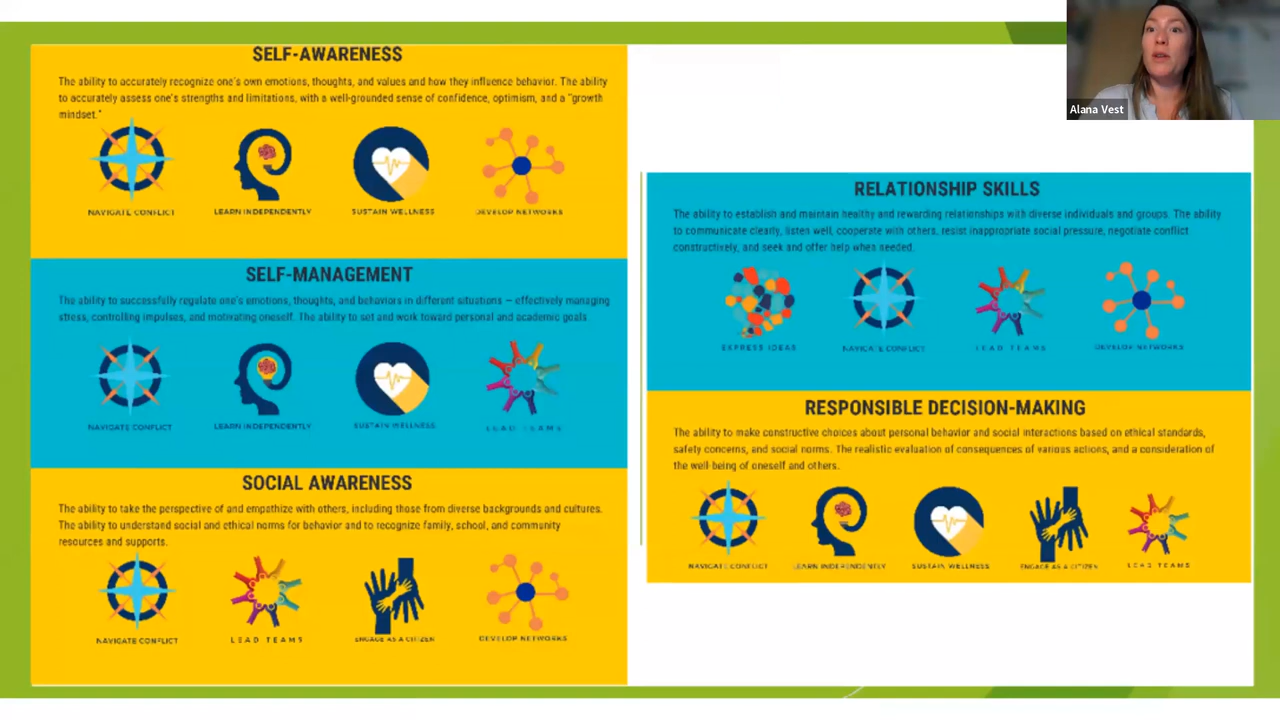 SELF-AWARENESS
The ability to accurately recognize one's own emotions, thoughts, and values and how they influence behavior. The ability
to accurately assess one's strengths and limitations, with a well-grounded sense of confidence, optimism, and a "growth
mindset."
NAVIGATE CONFLICT
LEARN INDEPENDENTLY
SUSTAIN WELLNESS
DEVELOP NETWORKS
SELF-MANAGEMENT
The ability to successfully regulate one's emotions, thoughts, and behaviors in different situations — effectively managing
stress, controlling impulses, and motivating oneself. The ability to set and work toward personal and academic goals.
NAVIGATE CONFLICT
LEARN INDEPENDENTLY
SUSTAIN WELLNESS
LEAD TEAMS
SOCIAL AWARENESS
The ability to take the perspective of and empathize with others, including those from diverse backgrounds and cultures.
The ability to understand social and ethical norms for behavior and to recognize family, school, and community
resources and supports.
NAVIGATE CONFLICT
LEAD TEAMS
ENGAGE AS A CITIZEN
DEVELOP NETWORKS
Alana Vest
RELATIONSHIP SKILLS
The ability to establish and maintain healthy and rewarding relationships with diverse individuals and groups. The ability
to communicate clearly, listen well, cooperate with others, resist inappropriate social pressure, negotiate conflict
constructively, and seek and offer help when needed.
EXPRESS IDEAS
NAVIGATE CONFLICT
LEAD TEAMS
DEVELOP NETWORKS
RESPONSIBLE DECISION-MAKING
The ability to make constructive choices about personal behavior and social interactions based on ethical standards,
safety concerns, and social norms. The realistic evaluation of consequences of various actions, and a consideration of
the well-being of oneself and others.
NAVIGATE CONFLICT
LEARN INDEPENDENTLY
SUSTAIN WELLNESS
ENGAGE AS A CITIZEN
LEAD TEAMS